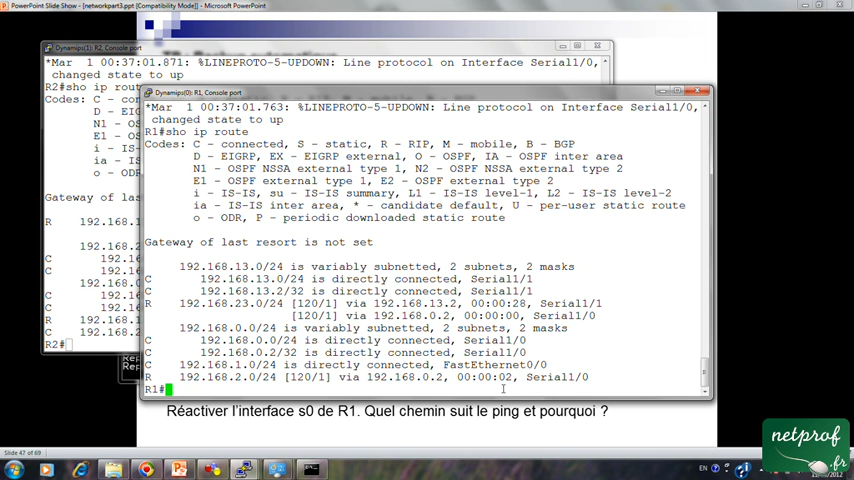 PowerPoint Slide Show - [networkpart3.ppt [Compatibility Mode]] - Microsoft PowerPoint
Dynamips(1): R2, Console port
*Mar  1 00:37:01.871: %LINEPROTO-5-UPDOWN: Line protocol on Interface Serial1/0,
changed state to up
R2#sho ip rout
Codes: C - con
D - EIG
N1 - OS
E1 - OS
i - IS-
ia - IS
o - ODR
Gateway of las
R 192.168.1
192.168.2
C 192.16
C 192.16
192.168.0
C 192.16
C 192.16
R 192.168.1
C 192.168.2
R2#
Dynamips(0): R1, Console port
*Mar  1 00:37:01.763: %LINEPROTO-5-UPDOWN: Line protocol on Interface Serial1/0,
changed state to up
R1#sho ip route
Codes: C - connected, S - static, R - RIP, M - mobile, B - BGP
D - EIGRP, EX - EIGRP external, O - OSPF, IA - OSPF inter area
N1 - OSPF NSSA external type 1, N2 - OSPF NSSA external type 2
E1 - OSPF external type 1, E2 - OSPF external type 2
i - IS-IS, su - IS-IS summary, L1 - IS-IS level-1, L2 - IS-IS level-2
ia - IS-IS inter area, * - candidate default, U - per-user static route
o - ODR, P - periodic downloaded static route
Gateway of last resort is not set
192.168.13.0/24 is variably subnetted, 2 subnets, 2 masks
C 192.168.13.0/24 is directly connected, Serial1/1
C 192.168.13.2/32 is directly connected, Serial1/1
R 192.168.23.0/24 [120/1] via 192.168.13.2, 00:00:28, Serial1/1
[120/1] via 192.168.0.2, 00:00:00, Serial1/0
192.168.0.0/24 is variably subnetted, 2 subnets, 2 masks
C 192.168.0.0/24 is directly connected, Serial1/0
C 192.168.0.2/32 is directly connected, Serial1/0
C 192.168.1.0/24 is directly connected, FastEthernet0/0
R 192.168.2.0/24 [120/1] via 192.168.0.2, 00:00:02, Serial1/0
R1#
Rep
Réactiver l'interface s0 de R1. Quel chemin suit le ping et pourquoi ?
netprof
.fr
Slide 47 of 69
EN